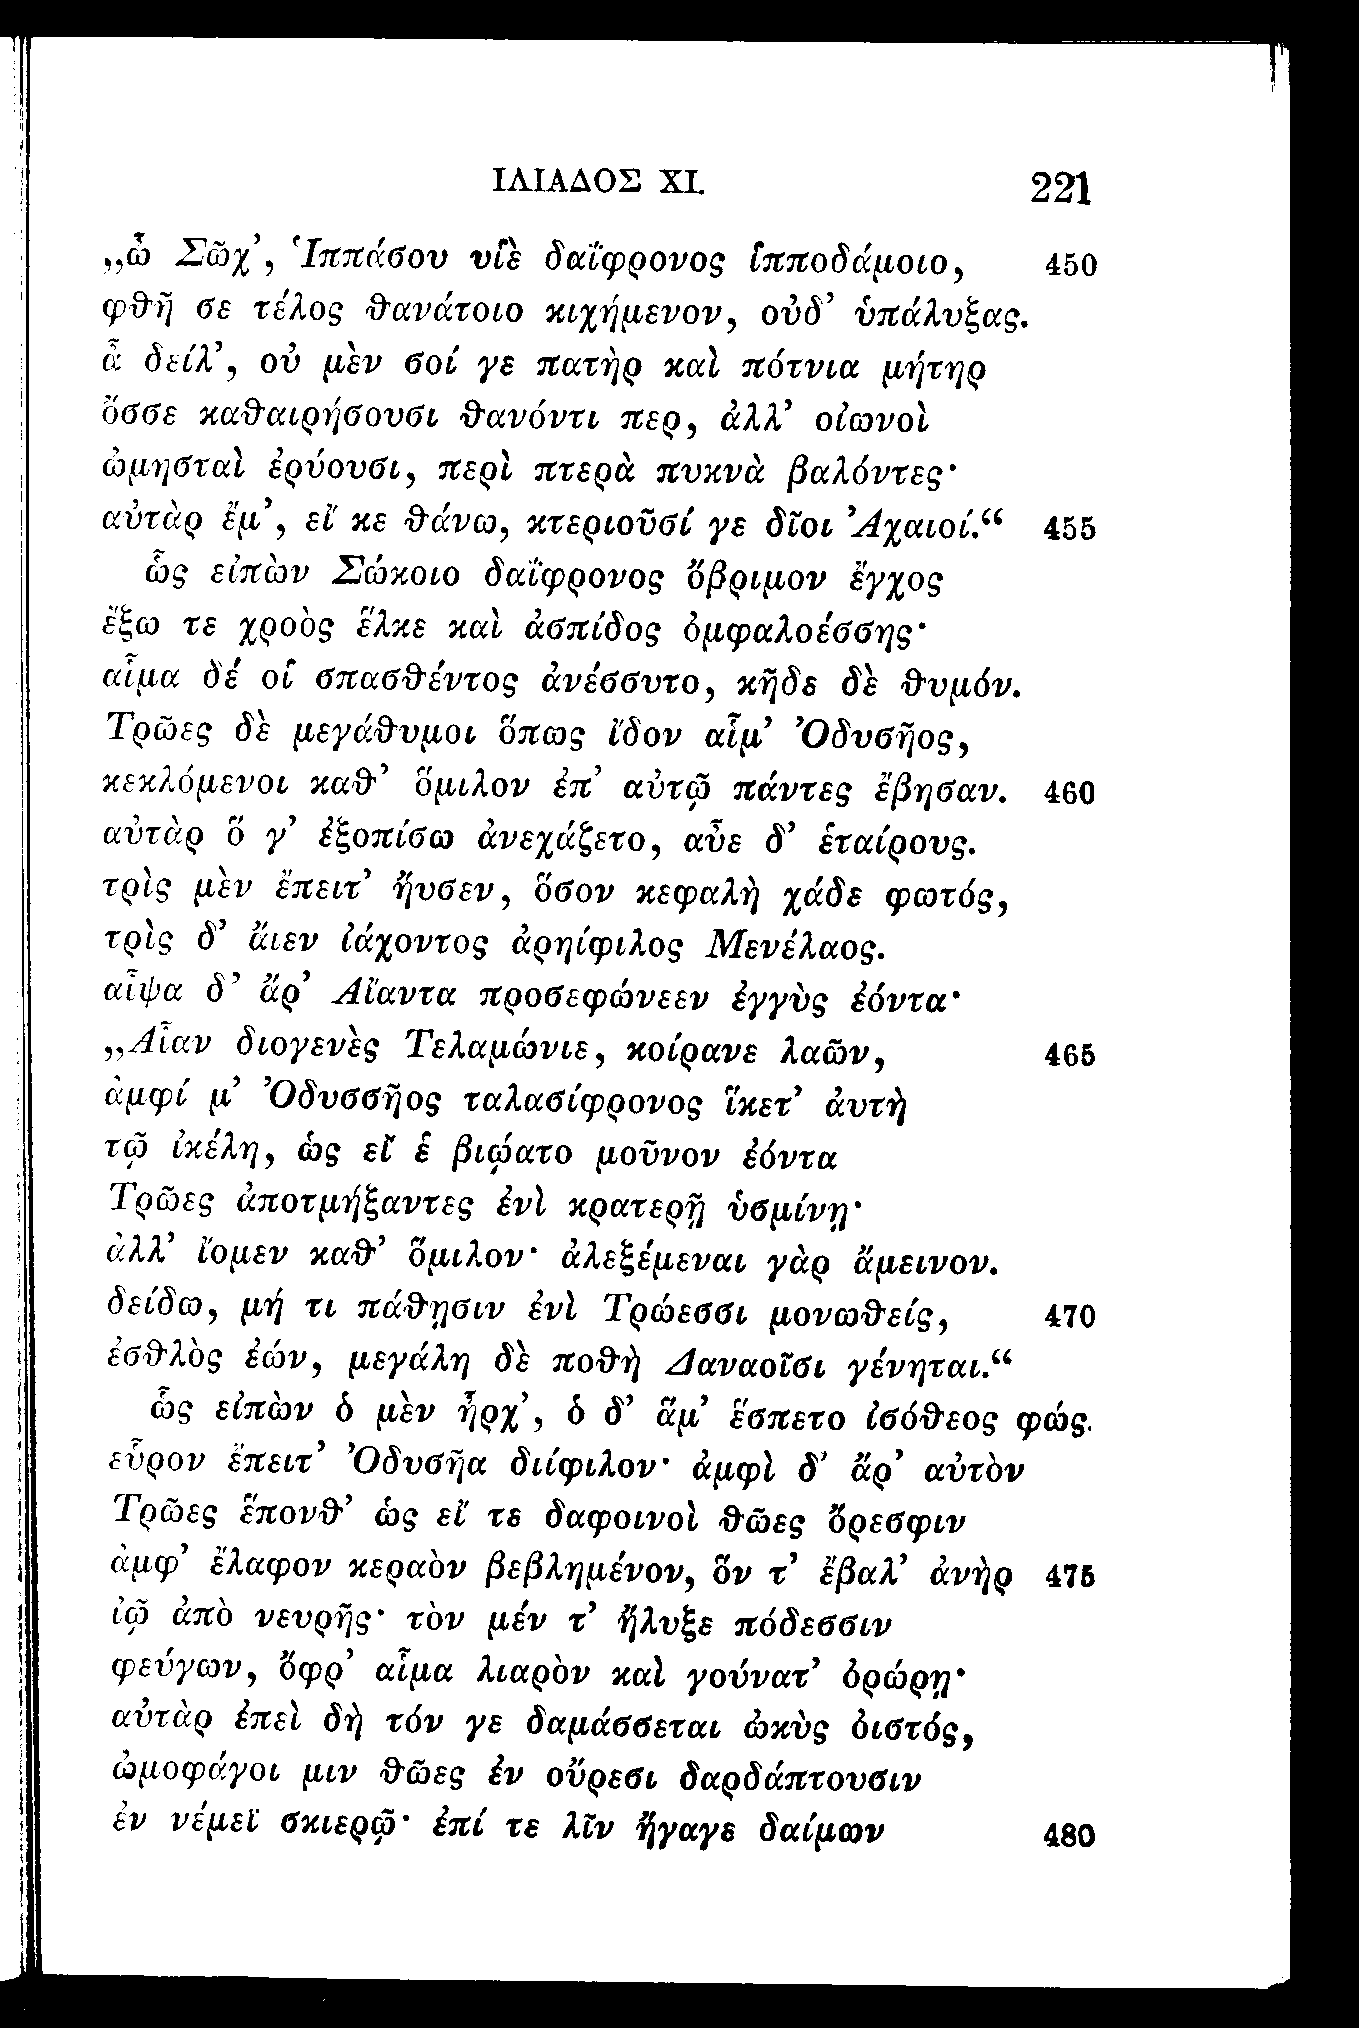 ΙΛΙΑΔΟΣ XI. 221
„ὦ Σῶχ’, Ἱππάσου υἱὲ δαΐφρονος ἱπποδάμοιο, 450
φθῆ σε τέλος θανάτοιο κιχήμενον, οὐδ’ ὑπάλυξας.
ἆ δείλ’, οὐ μὲν σοί γε πατὴρ καὶ πότνια μήτηρ
ὄσσε καθαιρήσουσι θανόντι περ, ἀλλ’ οἰωνοὶ
ὠμησταὶ ἐρύουσι, περὶ πτερὰ πυκνὰ βαλόντες·
αὐτὰρ ἔμ’, εἴ κε θάνω, κτεριοῦσί γε δῖοι Ἀχαιοί.“ 455
ὣς εἰπὼν Σώκοιο δαΐφρονος ὄβριμον ἔγχος
ἔξω τε χροὸς ἕλκε καὶ ἀσπίδος ὀμφαλοέσσης·
αἷμα δέ οἱ σπασθέντος ἀνέσσυτο, κῆδε δὲ θυμόν.
Τρῶες δὲ μεγάθυμοι ὅπως ἴδον αἷμ’ Ὀδυσῆος,
κεκλόμενοι καθ’ ὅμιλον ἐπ’ αὐτῷ πάντες ἔβησαν. 460
αὐτὰρ ὅ γ’ ἐξοπίσω ἀνεχάζετο, αὖε δ’ ἑταίρους.
τρὶς μὲν ἔπειτ’ ἤυσεν, ὅσον κεφαλὴ χάδε φωτός,
τρὶς δ’ ἄιεν ἰάχοντος ἀρηίφιλος Μενέλαος.
αἶψα δ’ ἄρ’ Αἴαντα προσεφώνεεν ἐγγὺς ἐόντα·
„Αἶαν διογενὲς Τελαμώνιε, κοίρανε λαῶν, 465
ἀμφί μ’ Ὀδυσσῆος ταλασίφρονος ἵκετ’ ἀυτὴ
τῷ ἰκέλη, ὡς εἴ ἑ βιῴατο μοῦνον ἐόντα
Τρῶες ἀποτμήξαντες ἐνὶ κρατερῇ ὑσμίνῃ·
ἀλλ’ ἴομεν καθ’ ὅμιλον· ἀλεξέμεναι γὰρ ἄμεινον.
δείδω, μή τι πάθῃσιν ἐνὶ Τρώεσσι μονωθείς, 470
ἐσθλὸς ἐών, μεγάλη δὲ ποθὴ Δαναοῖσι γένηται.“
ὣς εἰπὼν ὁ μὲν ἦρχ’, ὁ δ’ ἅμ’ ἕσπετο ἰσόθεος φώς.
εὗρον ἔπειτ’ Ὀδυσῆα διίφιλον· ἀμφὶ δ’ ἄρ’ αὐτὸν
Τρῶες ἕπονθ’ ὡς εἴ τε δαφοινοὶ θῶες ὄρεσφιν
ἀμφ’ ἔλαφον κεραὸν βεβλημένον, ὅν τ’ ἔβαλ’ ἀνὴρ 475
ἰῷ ἀπὸ νευρῆς· τὸν μέν τ’ ἤλυξε πόδεσσιν
φεύγων, ὄφρ’ αἷμα λιαρὸν καὶ γούνατ’ ὀρώρῃ·
αὐτὰρ ἐπεὶ δὴ τόν γε δαμάσσεται ὠκὺς ὀιστός,
ὠμοφάγοι μιν θῶες ἐν οὔρεσι δαρδάπτουσιν
ἐν νέμεϊ σκιερῷ· ἐπί τε λῖν ἤγαγε δαίμων 480